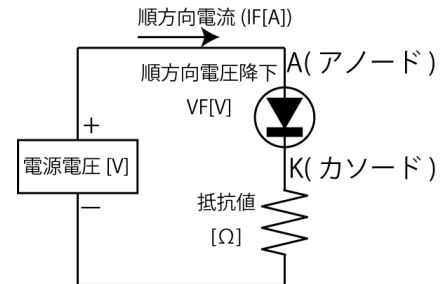 順方向電流 (IF[A])
順方向電圧降下
VF[V]
A( アノード )
+
電源電圧 [V]
−
K( カソード )
抵抗値
[Ω]